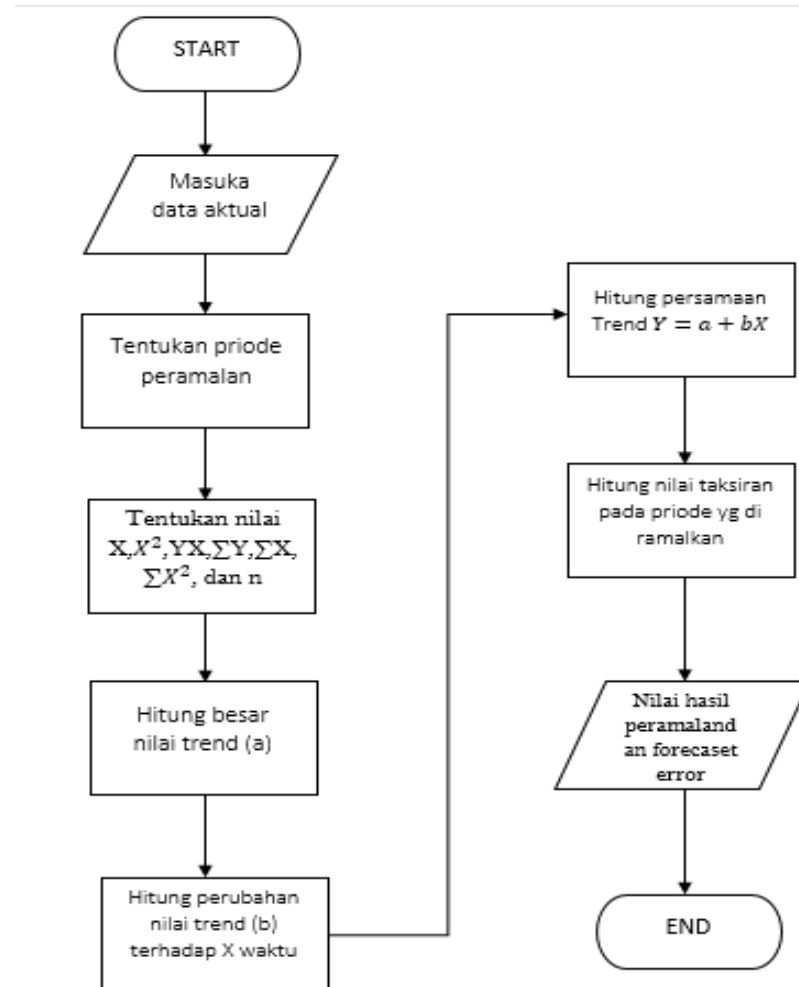 START
Masuka
data aktual
Tentukan priode
peramalan
Tentukan nilai
X,X²,YX,∑Y,∑X,
∑X², dan n
Hitung besar
nilai trend (a)
Hitung perubahan
nilai trend (b)
terhadap X waktu
Hitung persamaan
Trend Y = a + bX
Hitung nilai taksiran
pada priode yg di
ramalkan
Nilai hasil
peramaland
an forecaset
error
END